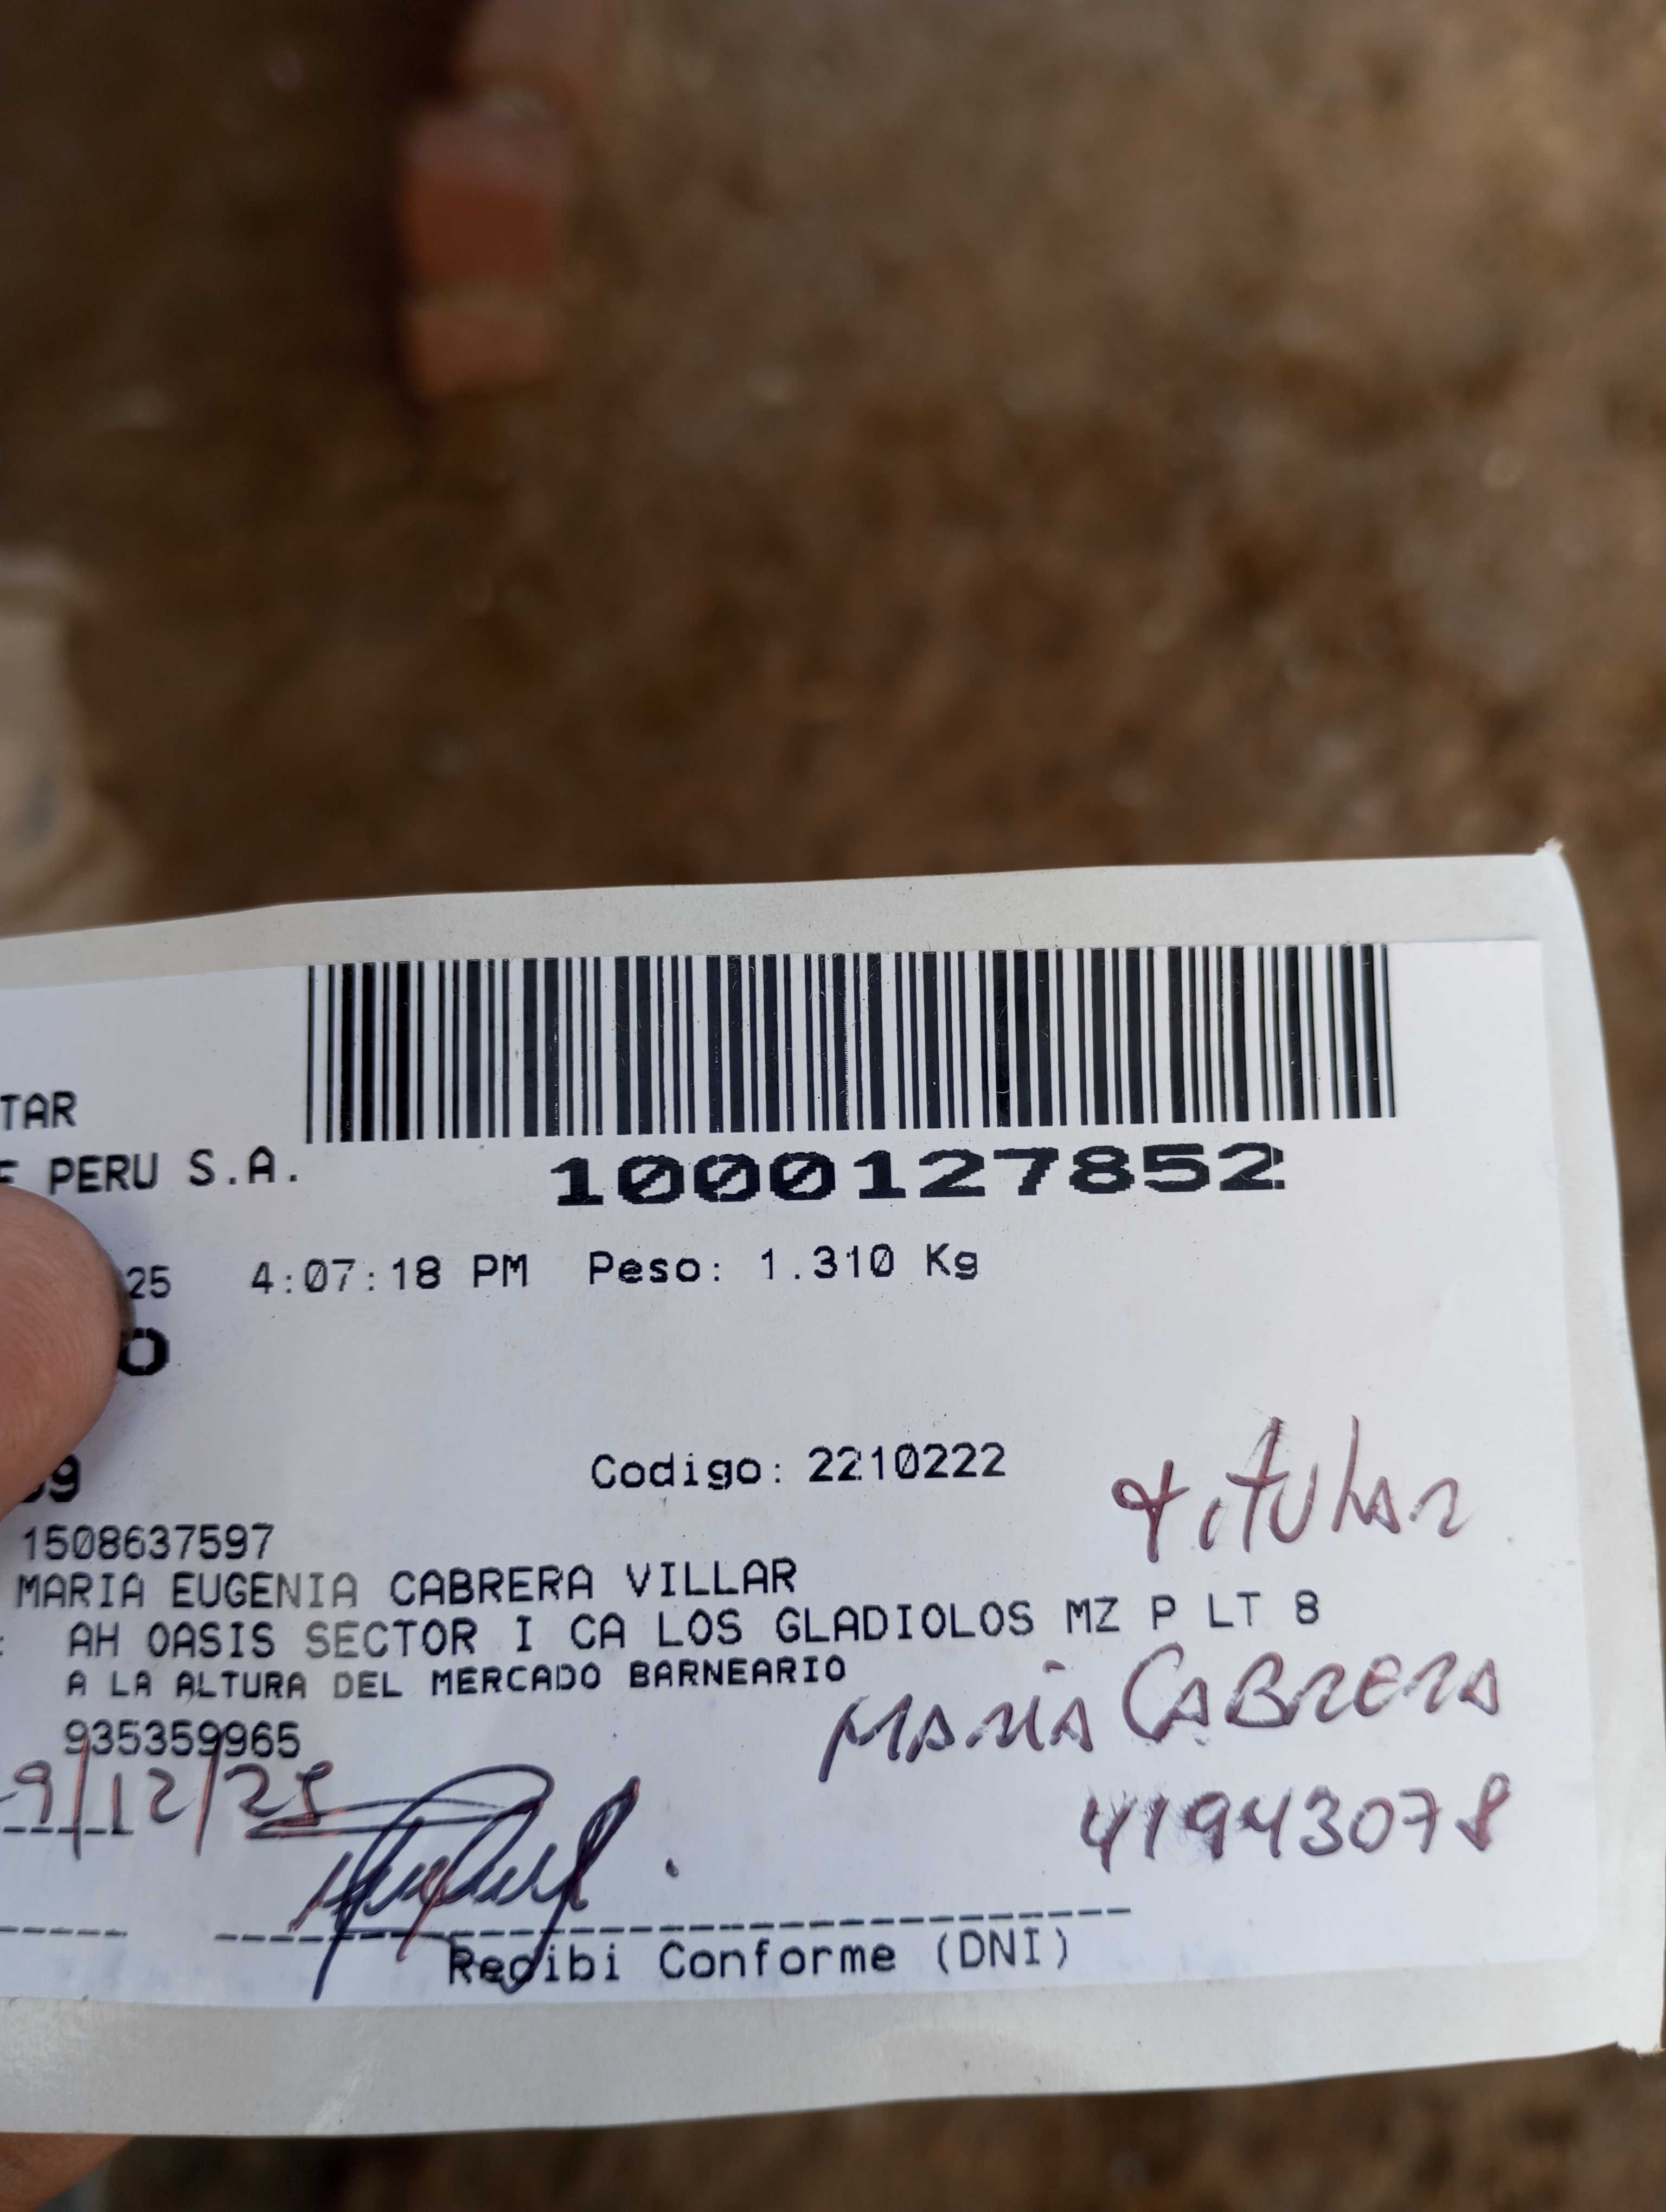 TAR
PERU S.A.
1000127852
25 4:07:18 PM Peso: 1.310 Kg
O
9
Codigo: 2210222
titular
1508637597
MARIA EUGENIA CABRERA VILLAR
: AH OASIS SECTOR I CA LOS GLADIOLOS MZ P LT 8
A LA ALTURA DEL MERCADO BARNEARIO
MARIA CABRERA
935359965
9/12/25
41943078
Recibi Conforme (DNI)